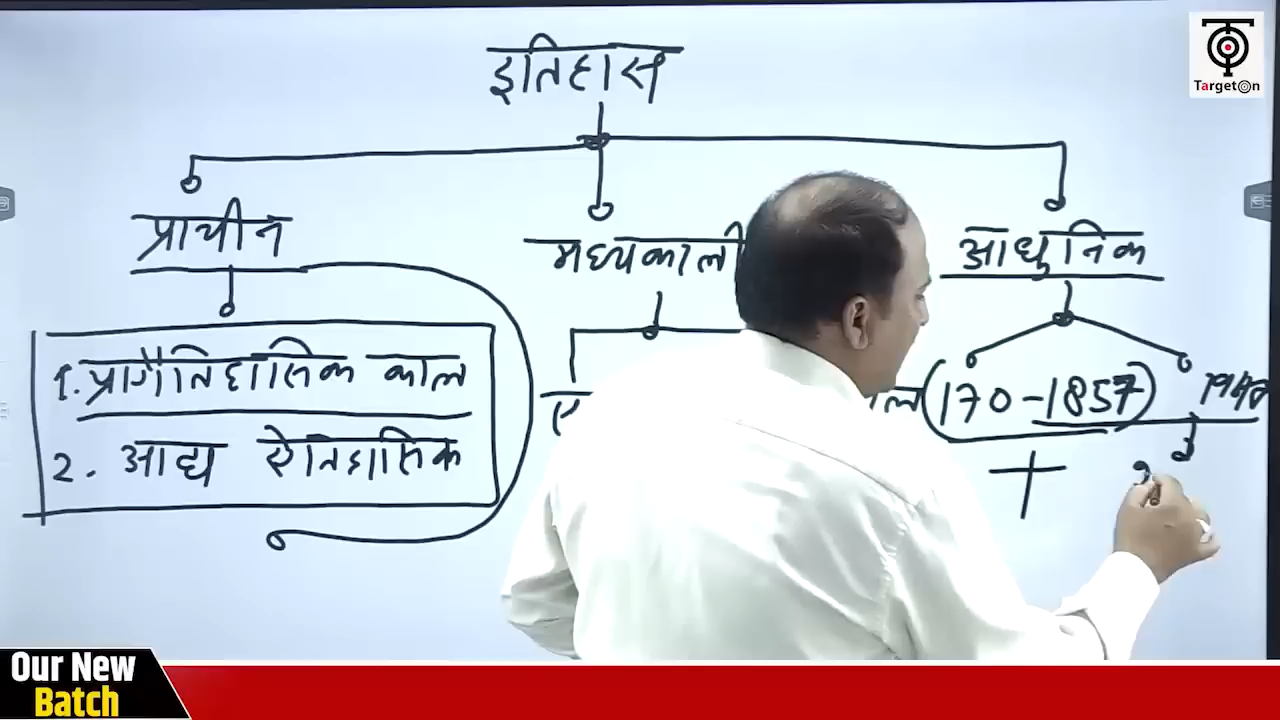 इतिहास
TargetOn
प्राचीन
मध्यकाली
आधुनिक
1. प्रागैतिहासिक काल
2. आद्य ऐतिहासिक
(170-1857)
Our New
Batch